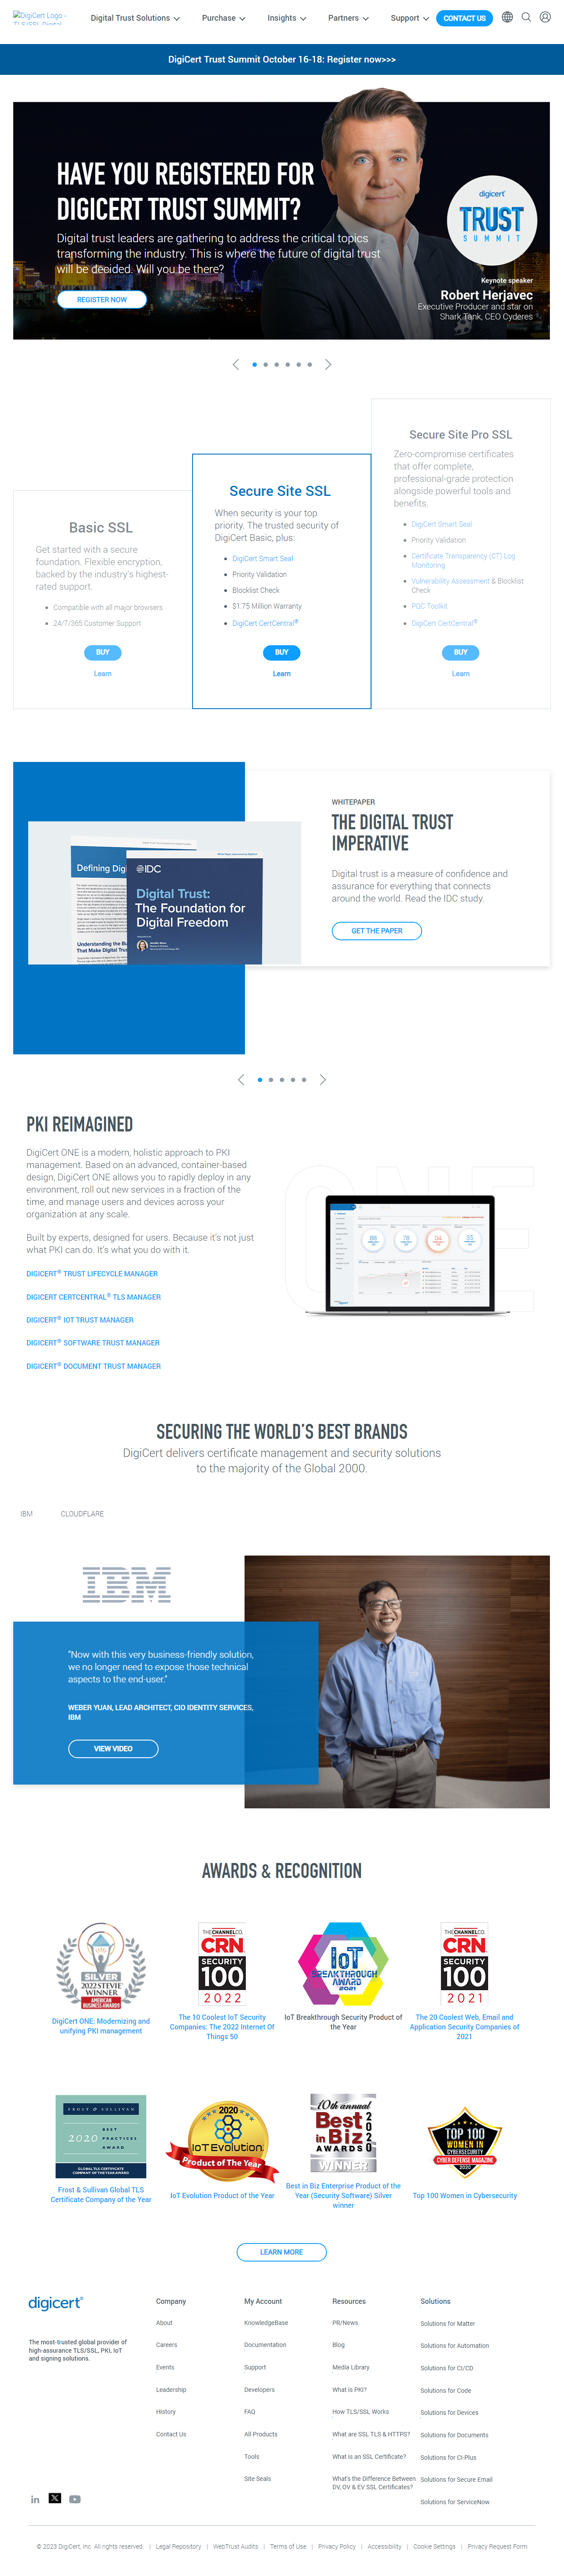 DigiCert Logo -
TLS/SSL Digital
Digital Trust Solutions
Purchase
Insights
Partners
Support
CONTACT US
DigiCert Trust Summit October 16-18: Register now>>>
HAVE YOU REGISTERED FOR
DIGICERT TRUST SUMMIT?
Digital trust leaders are gathering to address the critical topics
transforming the industry. This is where the future of digital trust
will be decided. Will you be there?
REGISTER NOW
digicert
TRUST
SUMMIT
Keynote speaker
Robert Herjavec
Executive Producer and star on
Shark Tank, CEO Cyderes
Basic SSL
Get started with a secure
foundation. Flexible encryption,
backed by the industry's highest-
rated support.
Compatible with all major browsers
24/7/365 Customer Support
BUY
Learn
Secure Site SSL
When security is your top
priority. The trusted security of
DigiCert Basic, plus:
DigiCert Smart Seal
Priority Validation
Blocklist Check
$1.75 Million Warranty
DigiCert CertCentral®
BUY
Learn
Secure Site Pro SSL
Zero-compromise certificates
that offer complete,
professional-grade protection
alongside powerful tools and
benefits.
DigiCert Smart Seal
Priority Validation
Certificate Transparency (CT) Log
Monitoring
Vulnerability Assessment & Blocklist
Check
PQC Toolkit
DigiCert CertCentral®
BUY
Learn
Defining Dig
Understanding the Bu
That Make Digital Trus
IDC
Digital Trust:
The Foundation for
Digital Freedom
WHITEPAPER
THE DIGITAL TRUST
IMPERATIVE
Digital trust is a measure of confidence and
assurance for everything that connects
around the world. Read the IDC study.
GET THE PAPER
PKI REIMAGINED
DigiCert ONE is a modern, holistic approach to PKI
management. Based on an advanced, container-based
design, DigiCert ONE allows you to rapidly deploy in any
environment, roll out new services in a fraction of the
time, and manage users and devices across your
organization at any scale.
Built by experts, designed for users. Because it's not just
what PKI can do. It's what you do with it.
DIGICERT® TRUST LIFECYCLE MANAGER
DIGICERT CERTCENTRAL® TLS MANAGER
DIGICERT® IOT TRUST MANAGER
DIGICERT® SOFTWARE TRUST MANAGER
DIGICERT® DOCUMENT TRUST MANAGER
ONE
88
78
04
55
SECURING THE WORLD'S BEST BRANDS
DigiCert delivers certificate management and security solutions
to the majority of the Global 2000.
IBM
CLOUDFLARE
IBM
"Now with this very business-friendly solution,
we no longer need to expose those technical
aspects to the end-user."
WEBER YUAN, LEAD ARCHITECT, CIO IDENTITY SERVICES,
IBM
VIEW VIDEO
AWARDS & RECOGNITION
SILVER
2022 STEVIE®
WINNER
AMERICAN
BUSINESS AWARDS
DigiCert ONE: Modernizing and
unifying PKI management
THE CHANNEL CO.
CRN
SECURITY
100
2022
The 10 Coolest IoT Security
Companies: The 2022 Internet Of
Things 50
IoT
BREAKTHROUGH
AWARD
2021
IoT Breakthrough Security Product of
the Year
THE CHANNEL CO.
CRN
SECURITY
100
2021
The 20 Coolest Web, Email and
Application Security Companies of
2021
FROST & SULLIVAN
2020
BEST
PRACTICES
AWARD
GLOBAL TLS CERTIFICATE
COMPANY OF THE YEAR AWARD
Frost & Sullivan Global TLS
Certificate Company of the Year
2020
IoT Evolution
Product of the Year
IoT Evolution Product of the Year
10th annual
Best
in Biz
AWARDS
2020
WINNER
Best in Biz Enterprise Product of the
Year (Security Software) Silver
winner
TOP 100
WOMEN IN
CYBERSECURITY
CYBER DEFENSE MAGAZINE
2020
Top 100 Women in Cybersecurity
LEARN MORE
digicert®
The most-trusted global provider of
high-assurance TLS/SSL, PKI, IoT
and signing solutions.
Company
About
Careers
Events
Leadership
History
Contact Us
My Account
KnowledgeBase
Documentation
Support
Developers
FAQ
All Products
Tools
Site Seals
Resources
PR/News
Blog
Media Library
What is PKI?
How TLS/SSL Works
What are SSL TLS & HTTPS?
What is an SSL Certificate?
What's the Difference Between
DV, OV & EV SSL Certificates?
Solutions
Solutions for Matter
Solutions for Automation
Solutions for CI/CD
Solutions for Code
Solutions for Devices
Solutions for Documents
Solutions for CI-Plus
Solutions for Secure Email
Solutions for ServiceNow
© 2023 DigiCert, Inc. All rights reserved. | Legal Repository | WebTrust Audits | Terms of Use | Privacy Policy | Accessibility | Cookie Settings | Privacy Request Form